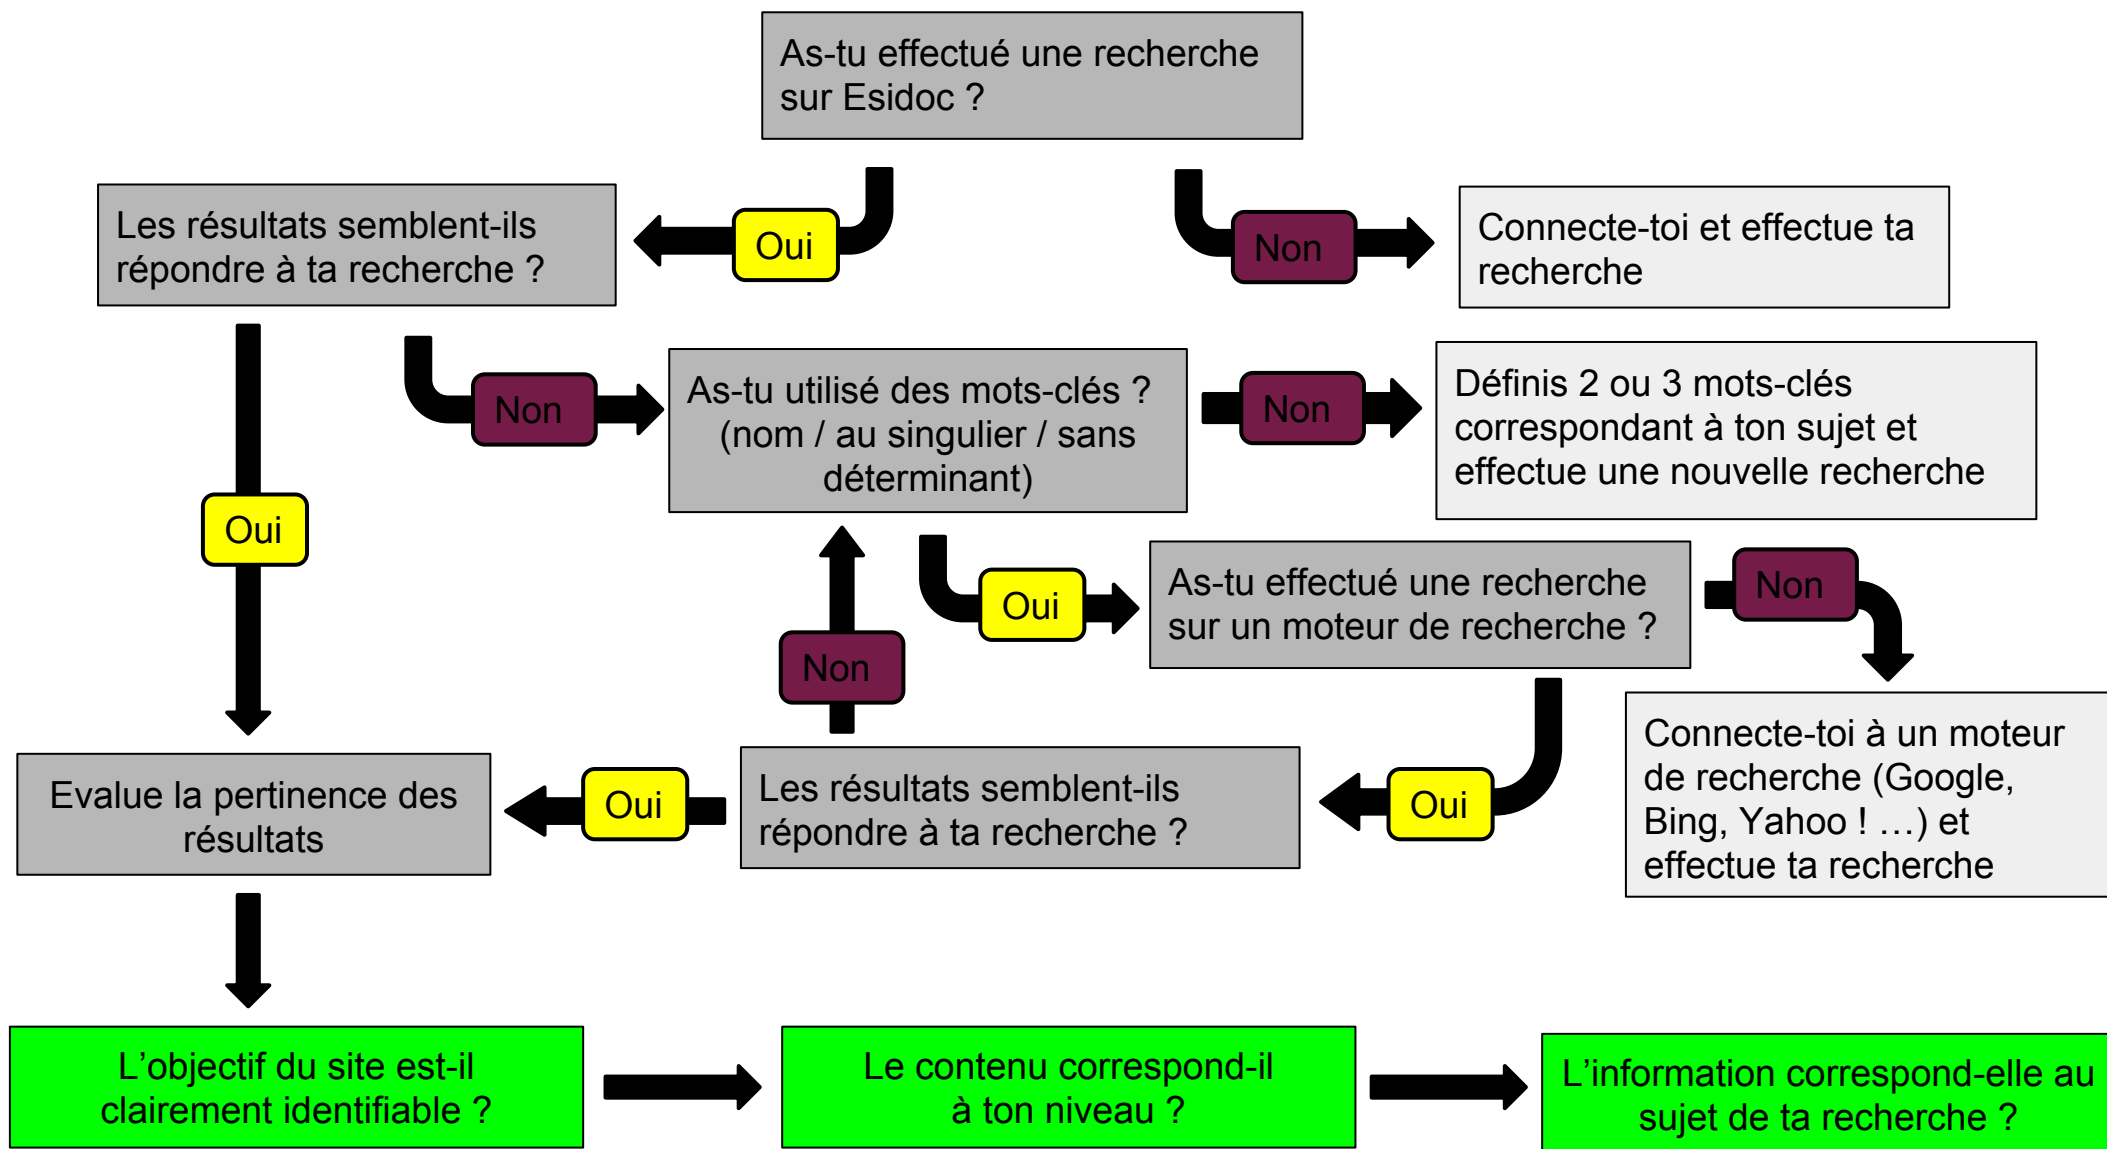 As-tu effectué une recherche
sur Esidoc ?
Les résultats semblent-ils
répondre à ta recherche ?
Oui
Non
Connecte-toi et effectue ta
recherche
Non
As-tu utilisé des mots-clés ?
(nom / au singulier / sans
déterminant)
Non
Définis 2 ou 3 mots-clés
correspondant à ton sujet et
effectue une nouvelle recherche
Oui
Oui
As-tu effectué une recherche
sur un moteur de recherche ?
Non
Non
Connecte-toi à un moteur
de recherche (Google,
Bing, Yahoo ! …) et
effectue ta recherche
Evalue la pertinence des
résultats
Oui
Les résultats semblent-ils
répondre à ta recherche ?
Oui
L’objectif du site est-il
clairement identifiable ?
Le contenu correspond-il
à ton niveau ?
L’information correspond-elle au
sujet de ta recherche ?